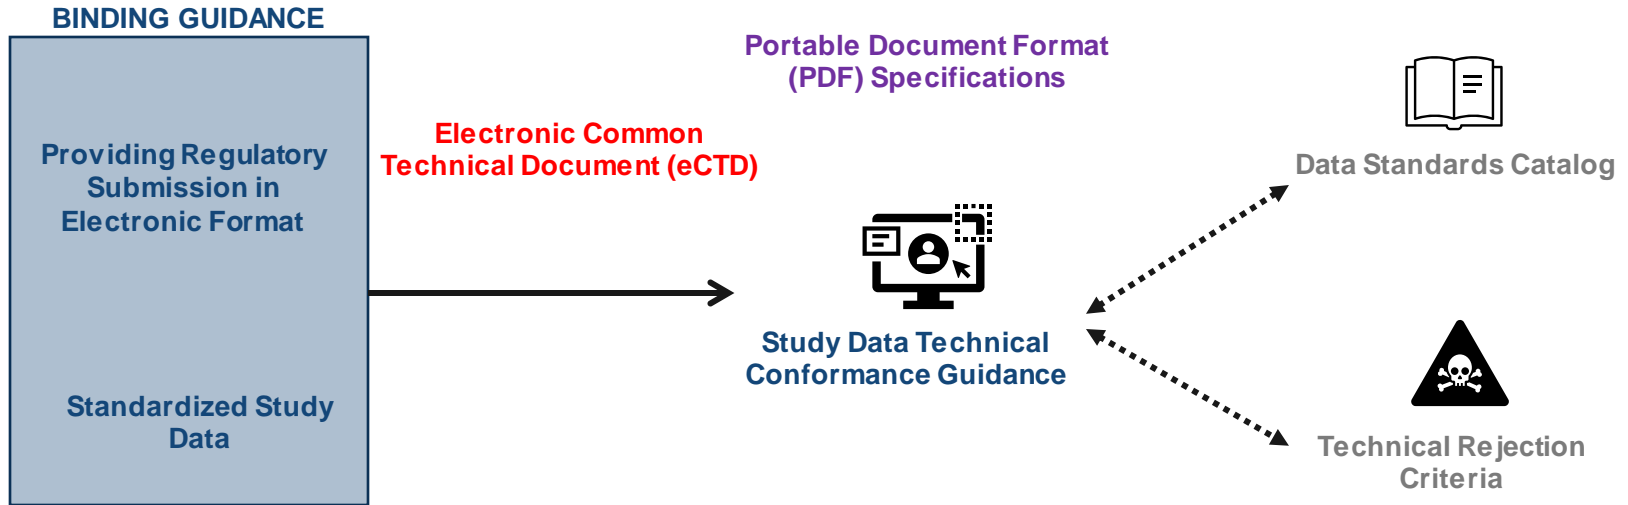 BINDING GUIDANCE
Providing Regulatory
Submission in
Electronic Format
Standardized Study
Data
Electronic Common
Technical Document (eCTD)
Portable Document Format
(PDF) Specifications
Study Data Technical
Conformance Guidance
Data Standards Catalog
Technical Rejection
Criteria